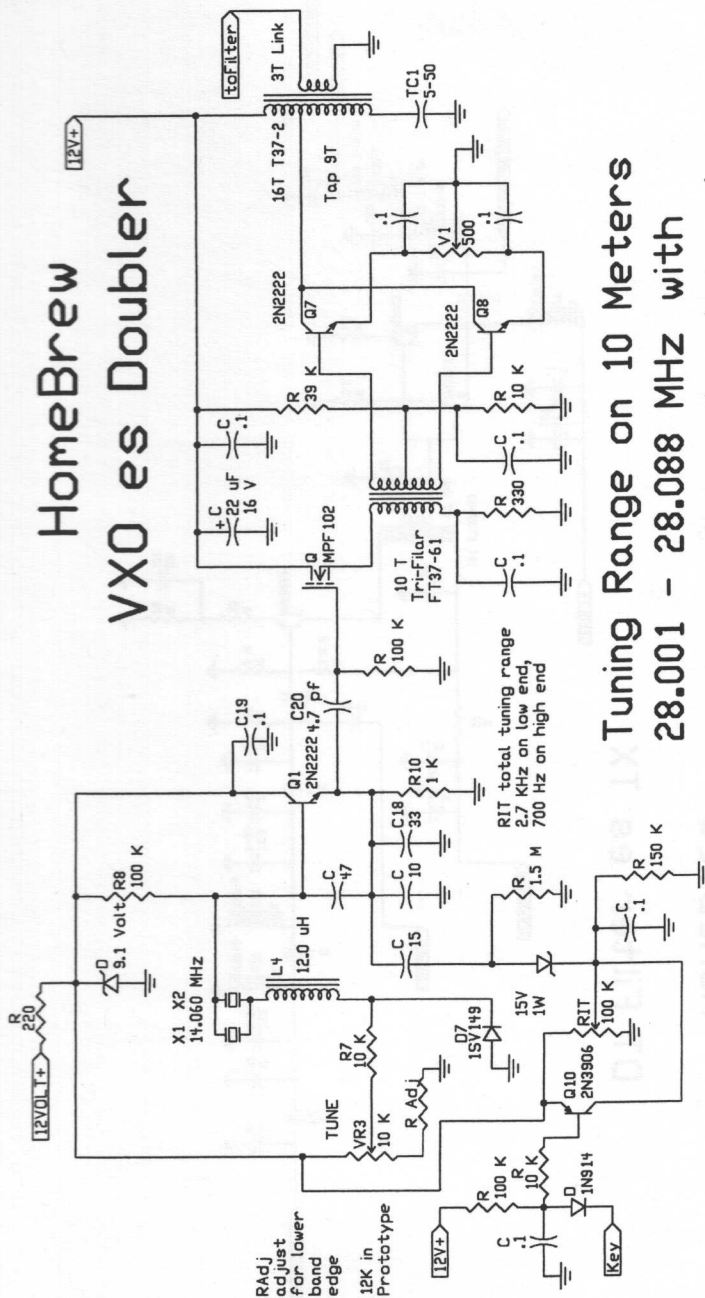 HomeBrew
VXO es Doubler
12VOLT+
R
220
D
9.1 Volt
R8
100 K
C19
.1
Q1
2N2222
C20
4.7 pf
X1 X2
14.060 MHz
L4
12.0 uH
C
47
C18
33
C
10
C
15
R10
1 K
R
100 K
TUNE
VR3
10 K
R7
10 K
R Adj
D7
1SV149
RAdj
adjust
for lower
band
edge
12K in
Prototype
R
1.5 M
15V
1W
RIT
100 K
C
.1
R
150 K
Q10
2N3906
12V+
R
100 K
R
10 K
C
.1
D
1N914
Key
RIT total tuning range
2.7 KHz on low end,
700 Hz on high end
+ C
22 uF
16 V
C
.1
Q
MPF102
10 T
Tri-Filar
FT37-61
C
.1
R
330
C
.1
R
10 K
R
39 K
2N2222
Q7
2N2222
Q8
V1
500
.1
.1
12V+
16T T37-2
Tap 9T
3T Link
toFilter
TC1
5-50
Tuning Range on 10 Meters
28.001 - 28.088 MHz with